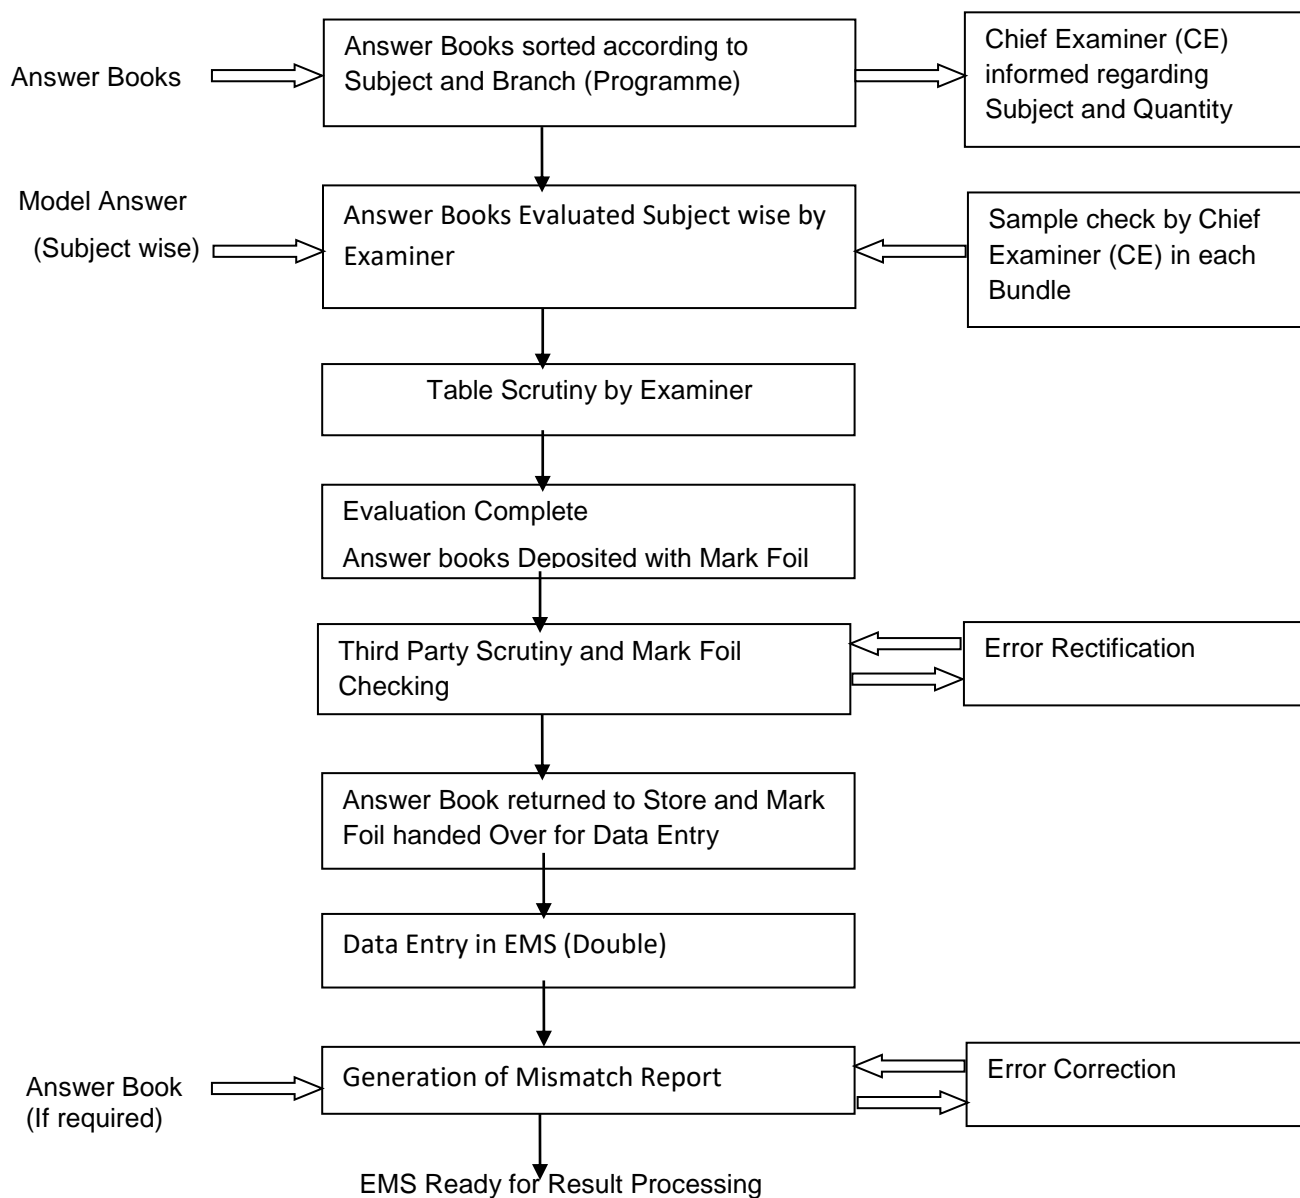 Answer Books
Answer Books sorted according to
Subject and Branch (Programme)
Chief Examiner (CE)
informed regarding
Subject and Quantity
Model Answer
(Subject wise)
Answer Books Evaluated Subject wise by
Examiner
Sample check by Chief
Examiner (CE) in each
Bundle
Table Scrutiny by Examiner
Evaluation Complete
Answer books Deposited with Mark Foil
Third Party Scrutiny and Mark Foil
Checking
Error Rectification
Answer Book returned to Store and Mark
Foil handed Over for Data Entry
Data Entry in EMS (Double)
Answer Book
(If required)
Generation of Mismatch Report
Error Correction
EMS Ready for Result Processing